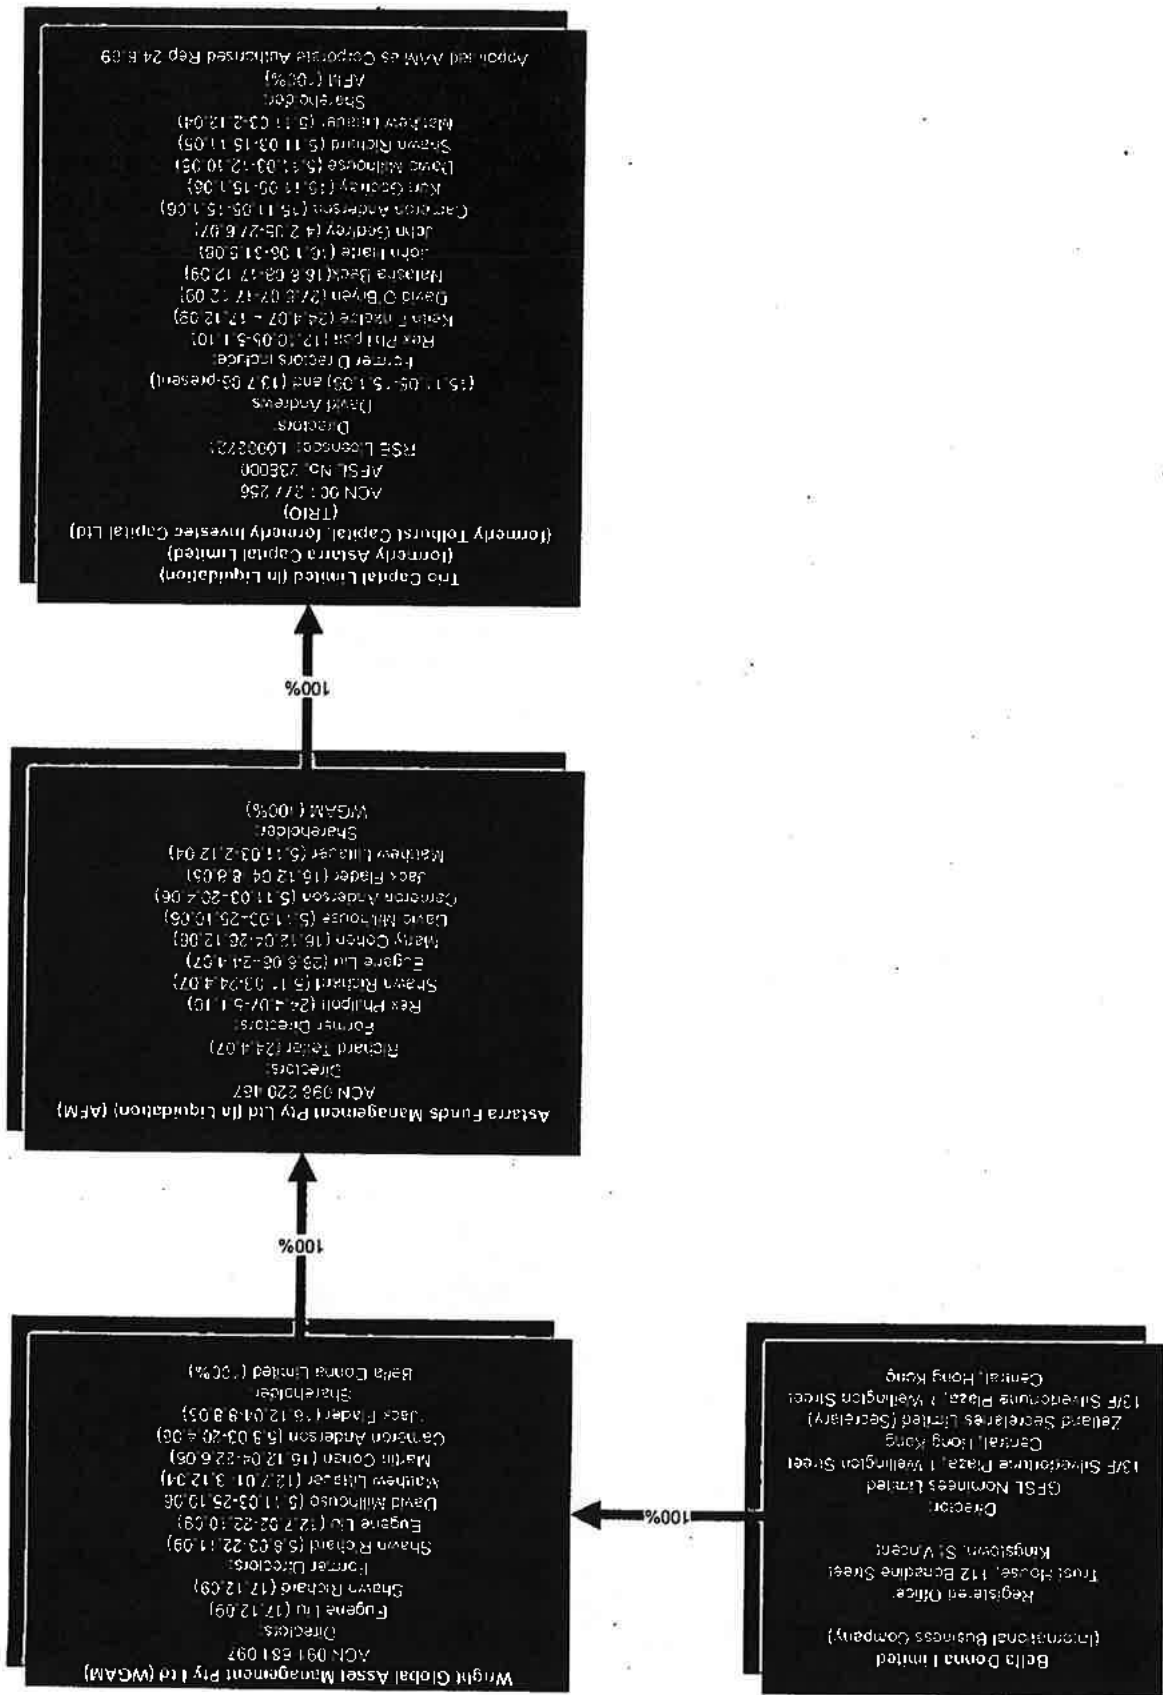 Bella Donna Limited
(International Business Company)
Registered Office:
Trust House, 112 Bonadine Street
Kingstown, St Vincent
Director:
GFSL Nominees Limited
13/F Silverfortune Plaza, 1 Wellington Street
Central, Hong Kong
Zetland Secretaries Limited (Secretary)
13/F Silverfortune Plaza, 1 Wellington Street
Central, Hong Kong
100%
Wright Global Asset Management Pty Ltd (WGAM)
ACN 091 681 097
Directors:
Eugene Liu (17.12.09)
Shawn Richard (17.12.09)
Former Directors:
Shawn Richard (5.8.03-22.11.09)
Eugene Liu (12.7.02-22.10.09)
David Millhouse (5.11.03-25.10.06
Matthew Littauer (12.7.01- 3.12.04)
Martin Cohen (16.12.04-22.6.05)
Cameron Anderson (5.8.03-20.4.06)
Jack Flader (16.12.04-8.8.05)
Shareholder:
Bella Donna Limited (100%)
100%
Astarra Funds Management Pty Ltd (In Liquidation) (AFM)
ACN 098 220 487
Directors:
Richard Teller (24.4.07)
Former Directors:
Rex Philipott (24.4.07-5.1.10)
Shawn Richard (5.11.03-24.4.07)
Eugene Liu (28.6.06-24.4.07)
Marty Cohen (16.12.04-28.12.06)
David Millhouse (5.11.03-25.10.06)
Cameron Anderson (5.11.03-20.4.06)
Jack Flader (16.12.04- 8.8.05)
Matthew Littauer (5.11.03-2.12.04)
Shareholder:
WGAM (100%)
100%
Trio Capital Limited (In Liquidation)
(formerly Astarra Capital Limited)
(formerly Tolhurst Capital, formerly Investec Capital Ltd)
(TRIO)
ACN 001 277 256
AFSL No. 238000
RSE Licensee:
Directors:
David Andrews
(15.11.05-15.1.06) and (13.7.06-present)
Former Directors include:
Rex Philipott (12.10.05-5.1.10)
(24.4.07 - 17.12.09)
David O'Bryen (27.6.07-17.12.09)
Natasha Beck (16.6.08-17.12.09)
John Harte (16.1.06-31.5.08)
John Godfrey (4.2.05-27.6.07)
Cameron Anderson (15.11.05-15.1.06)
(15.11.05-15.1.06)
David Millhouse (5.11.03-12.10.05)
Shawn Richard (5.11.03-15.11.05)
Matthew Littauer (5.11.03-2.12.04)
Shareholder:
AFM (100%)
Appointed AAM as Corporate Authorised Rep 24.6.09